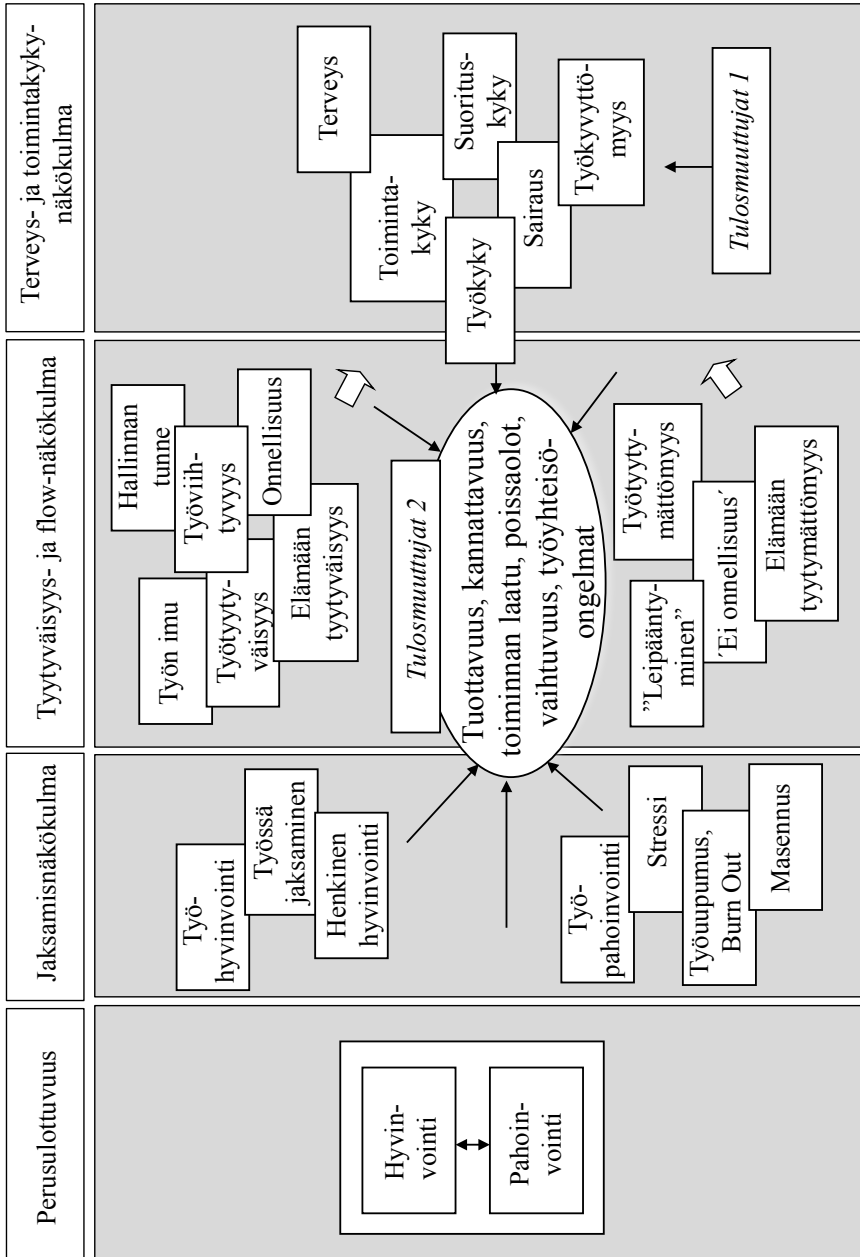 Perusulottuvuus
Hyvin-
vointi
Pahoin-
vointi
Jaksamisnäkökulma
Työ-
hyvinvointi
Työssä
jaksaminen
Henkinen
hyvinvointi
Työ-
pahoinvointi
Stressi
Työuupumus,
Burn Out
Masennus
Tyytyväisyys- ja flow-näkökulma
Työn imu
Hallinnan
tunne
Työviih-
tyvyys
Työtyyty-
väisyys
Onnellisuus
Elämään
tyytyväisyys
Tulosmuuttujat 2
Tuottavuus, kannattavuus,
toiminnan laatu, poissaolot,
vaihtuvuus, työyhteisö-
ongelmat
Työtyyty-
mättömyys
”Leipäänty-
minen”
´Ei onnellisuus´
Elämään
tyytymättömyys
Terveys- ja toimintakyky-
näkökulma
Terveys
Toiminta-
kyky
Suoritus-
kyky
Työkyky
Sairaus
Työkyvyttö-
myys
Tulosmuuttujat 1